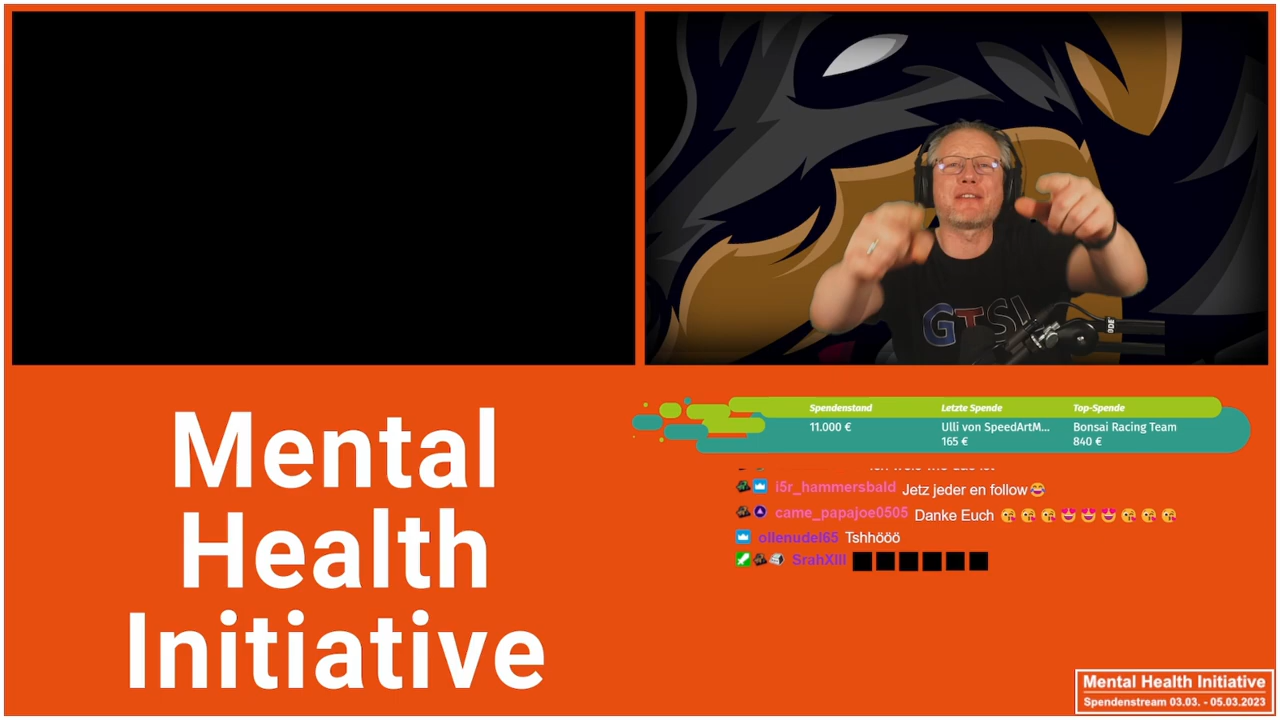 GTSL
Mental
Health
Initiative
Spendenstand
Letzte Spende
Top-Spende
11.000 €
Ulli von SpeedArtM...
165 €
Bonsai Racing Team
840 €
i5r_hammersbald Jetz jeder en follow😂
came_papajoe0505 Danke Euch 😘😘😘😍😍😍😘😘😘
ollenudel65 Tshhööö
SrahXIII
Mental Health Initiative
Spendenstream 03.03. - 05.03.2023